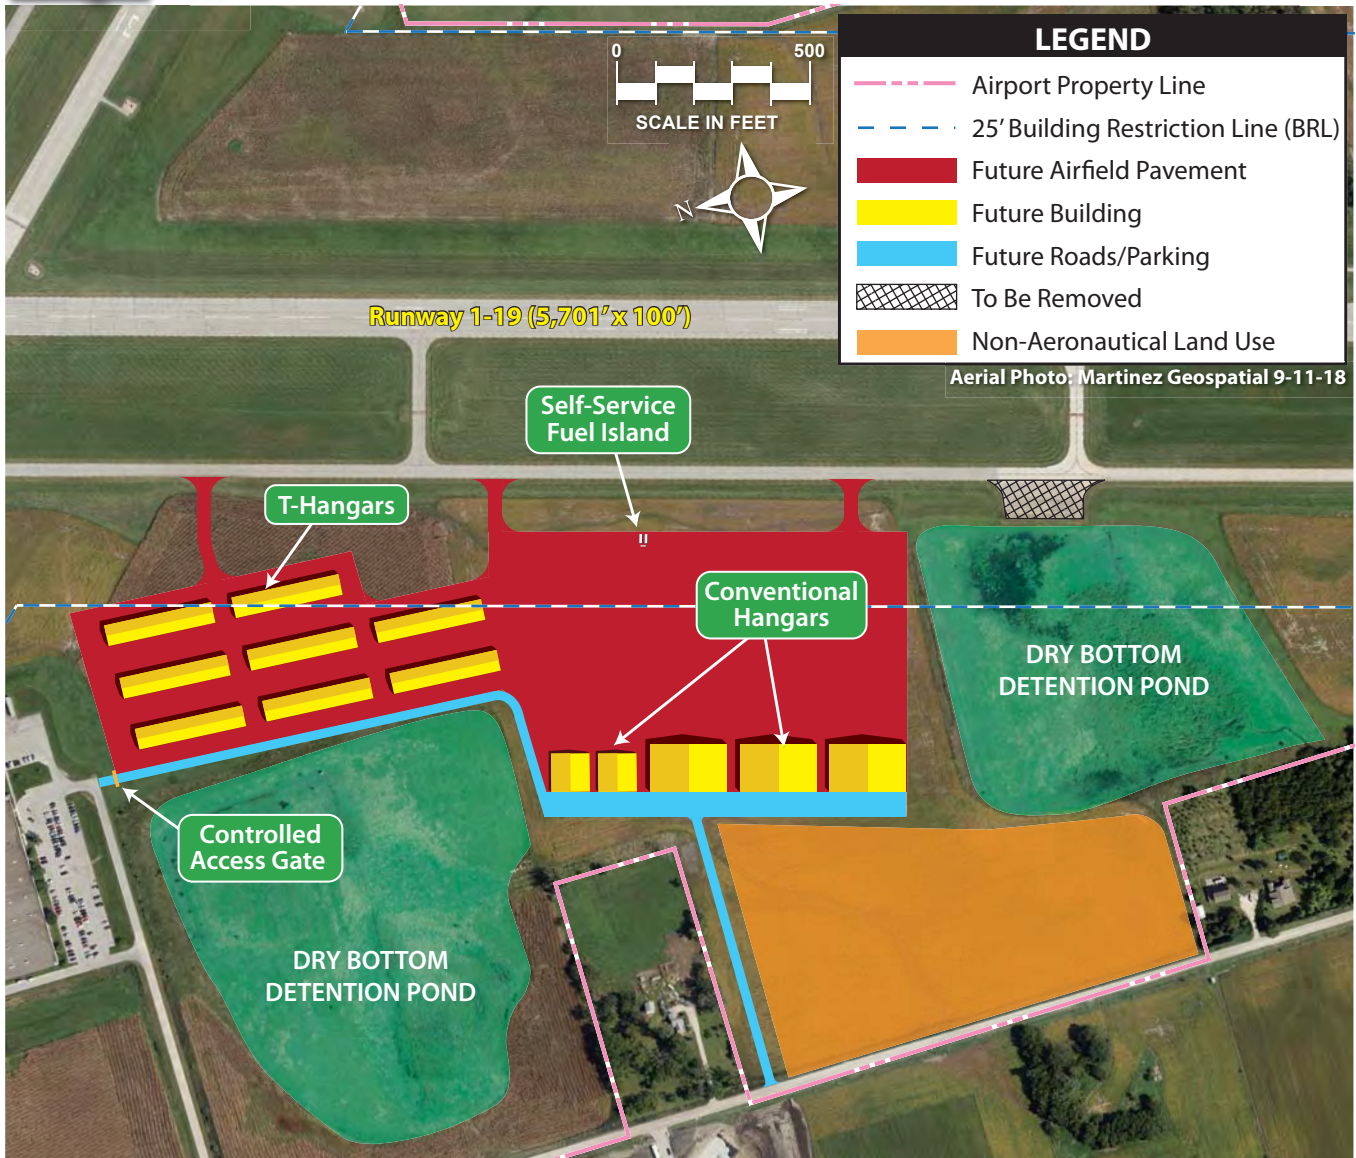 0 500
SCALE IN FEET
N
LEGEND
Airport Property Line
25’ Building Restriction Line (BRL)
Future Airfield Pavement
Future Building
Future Roads/Parking
To Be Removed
Non-Aeronautical Land Use
Aerial Photo: Martinez Geospatial 9-11-18
Runway 1-19 (5,701’ x 100’)
Self-Service
Fuel Island
T-Hangars
Conventional
Hangars
DRY BOTTOM
DETENTION POND
Controlled
Access Gate
DRY BOTTOM
DETENTION POND